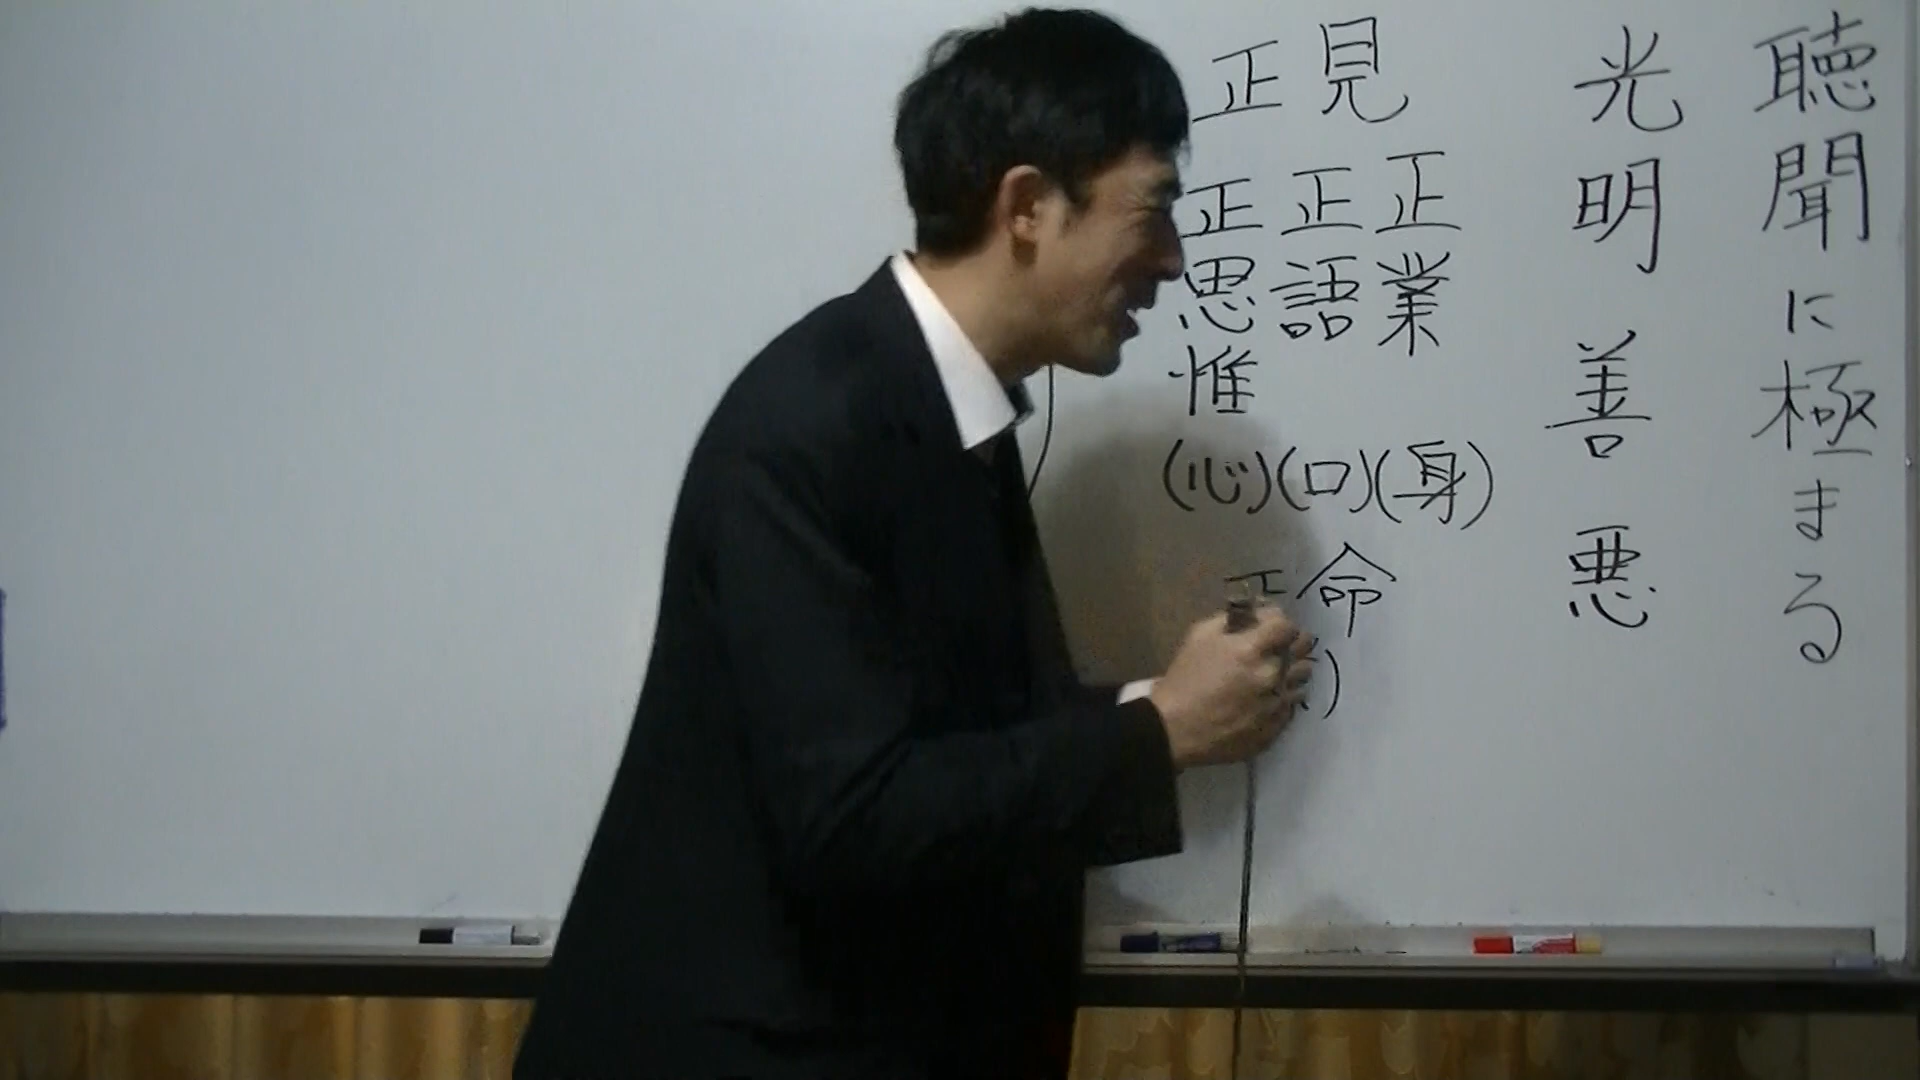 聴聞に極まる
光明 善 悪
正見
正業(身)
正語(口)
正思惟(心)
正命
)